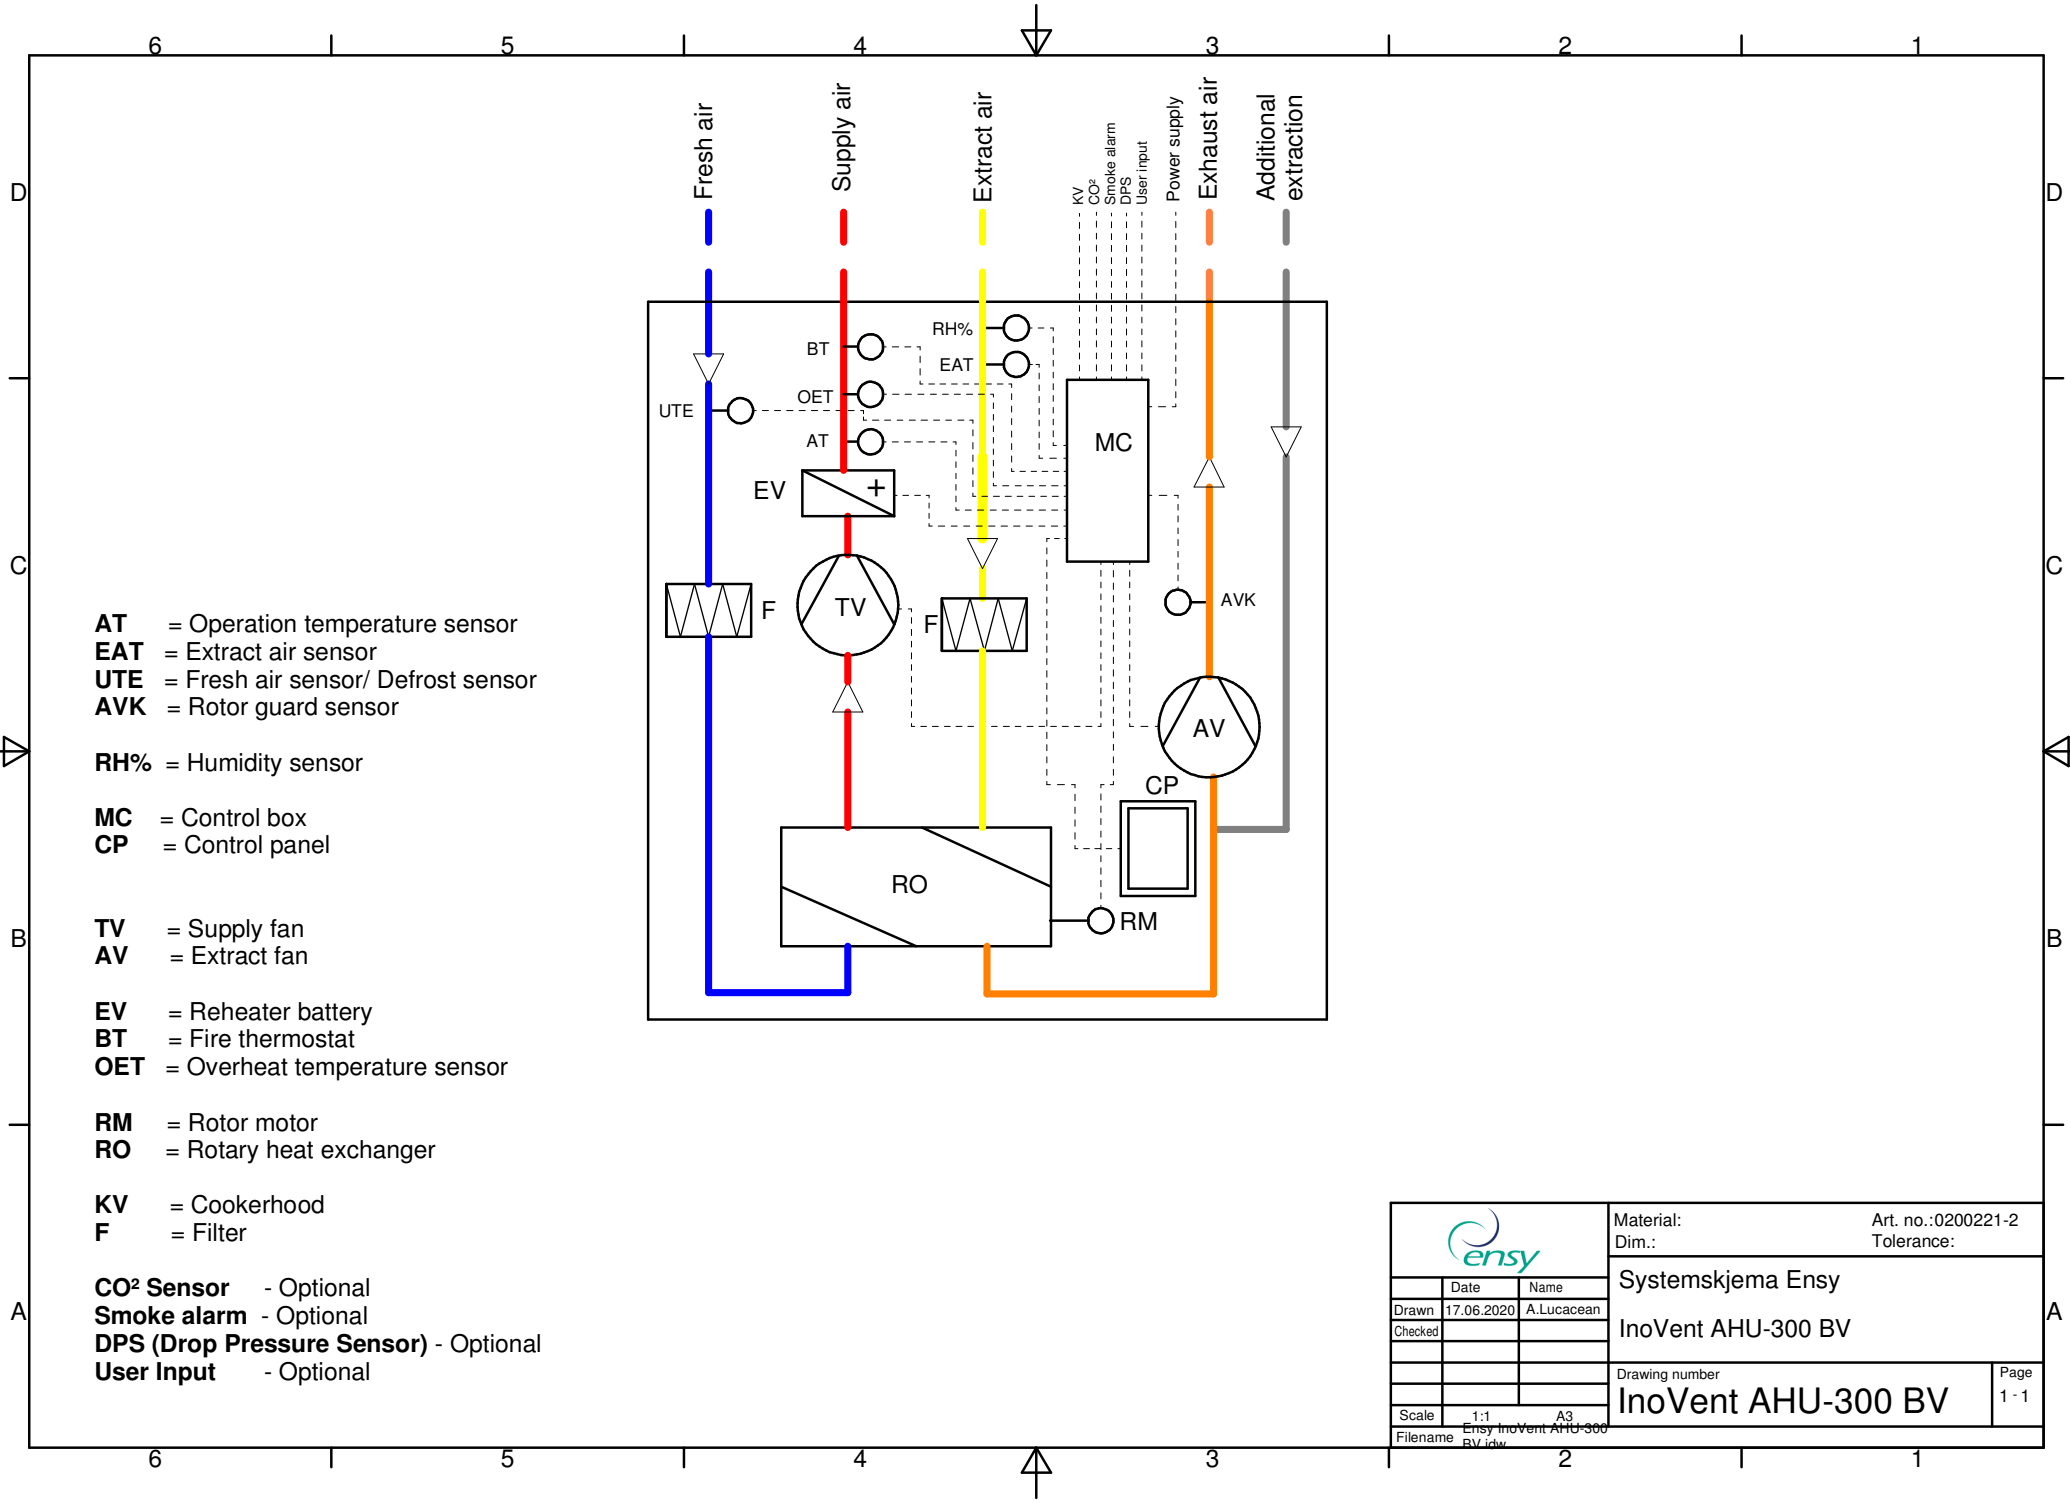 6 5 4 3 2 1
Fresh air
Supply air
Extract air
KV
CO²
Smoke alarm
DPS
User input
Power supply
Exhaust air
Additional
extraction
D D
RH%
BT
EAT
OET
UTE
AT
MC
EV
+
C C
F
TV
F
AVK
AV
CP
RO
RM
B B
AT = Operation temperature sensor
EAT = Extract air sensor
UTE = Fresh air sensor/ Defrost sensor
AVK = Rotor guard sensor
RH% = Humidity sensor
MC = Control box
CP = Control panel
TV = Supply fan
AV = Extract fan
EV = Reheater battery
BT = Fire thermostat
OET = Overheat temperature sensor
RM = Rotor motor
RO = Rotary heat exchanger
KV = Cookerhood
F = Filter
CO² Sensor - Optional
Smoke alarm - Optional
DPS (Drop Pressure Sensor) - Optional
User Input - Optional
A A
ensy
Material: Art. no.:0200221-2
Dim.: Tolerance:
Date Name
Drawn 17.06.2020 A.Lucacean
Checked
Systemskjema Ensy
InoVent AHU-300 BV
Drawing number
InoVent AHU-300 BV
Page
1 - 1
Scale 1:1 A3
Filename Ensy InoVent AHU-300
BV.idw
6 5 4 3 2 1